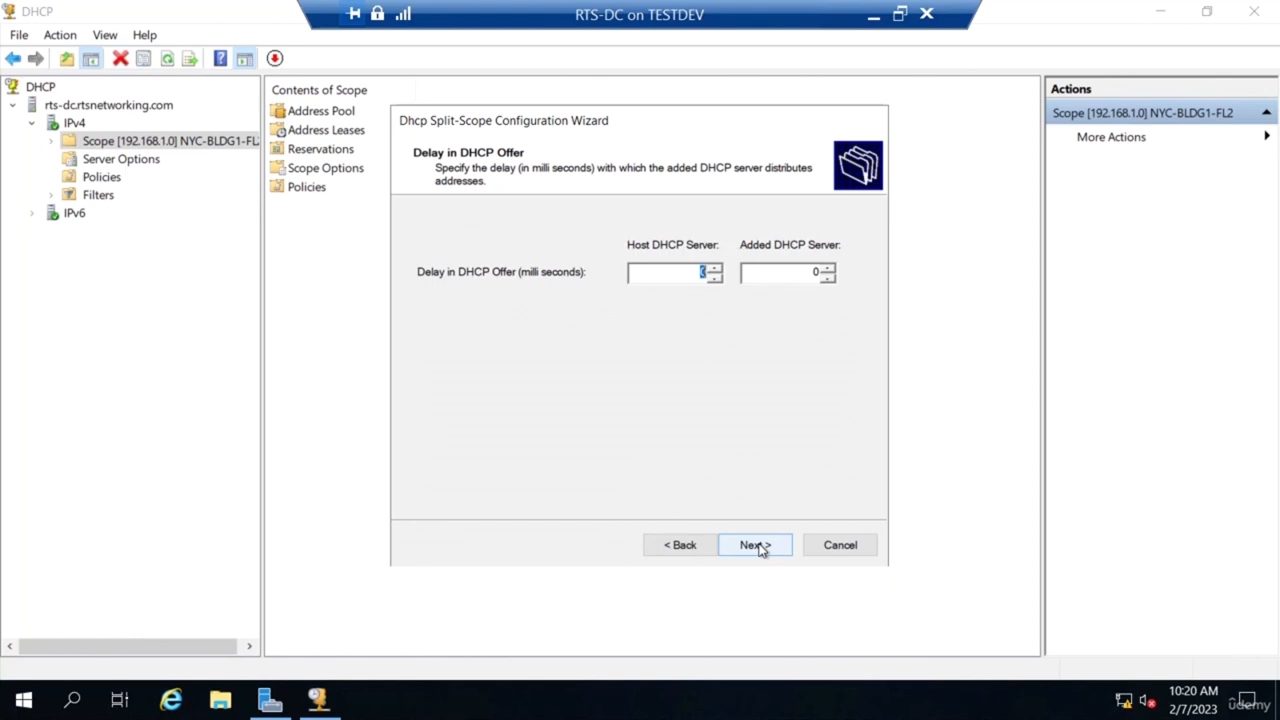 DHCP
RTS-DC on TESTDEV
File Action View Help
DHCP
rts-dc.rtsnetworking.com
IPv4
Scope [192.168.1.0] NYC-BLDG1-FL2
Server Options
Policies
Filters
IPv6
Contents of Scope
Address Pool
Address Leases
Reservations
Scope Options
Policies
Dhcp Split-Scope Configuration Wizard
Delay in DHCP Offer
Specify the delay (in milli seconds) with which the added DHCP server distributes
addresses.
Host DHCP Server: Added DHCP Server:
Delay in DHCP Offer (milli seconds): 0 0
< Back Next > Cancel
Actions
Scope [192.168.1.0] NYC-BLDG1-FL2
More Actions
10:20 AM
2/7/2023
ûdemy